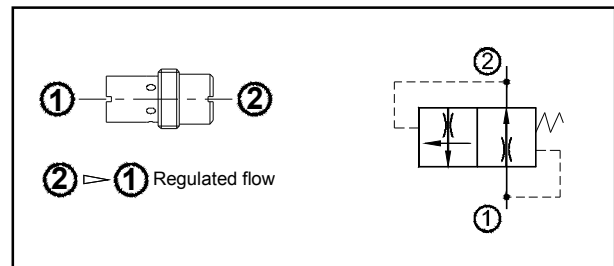 ① ②
② ▻ ① Regulated flow
②
①